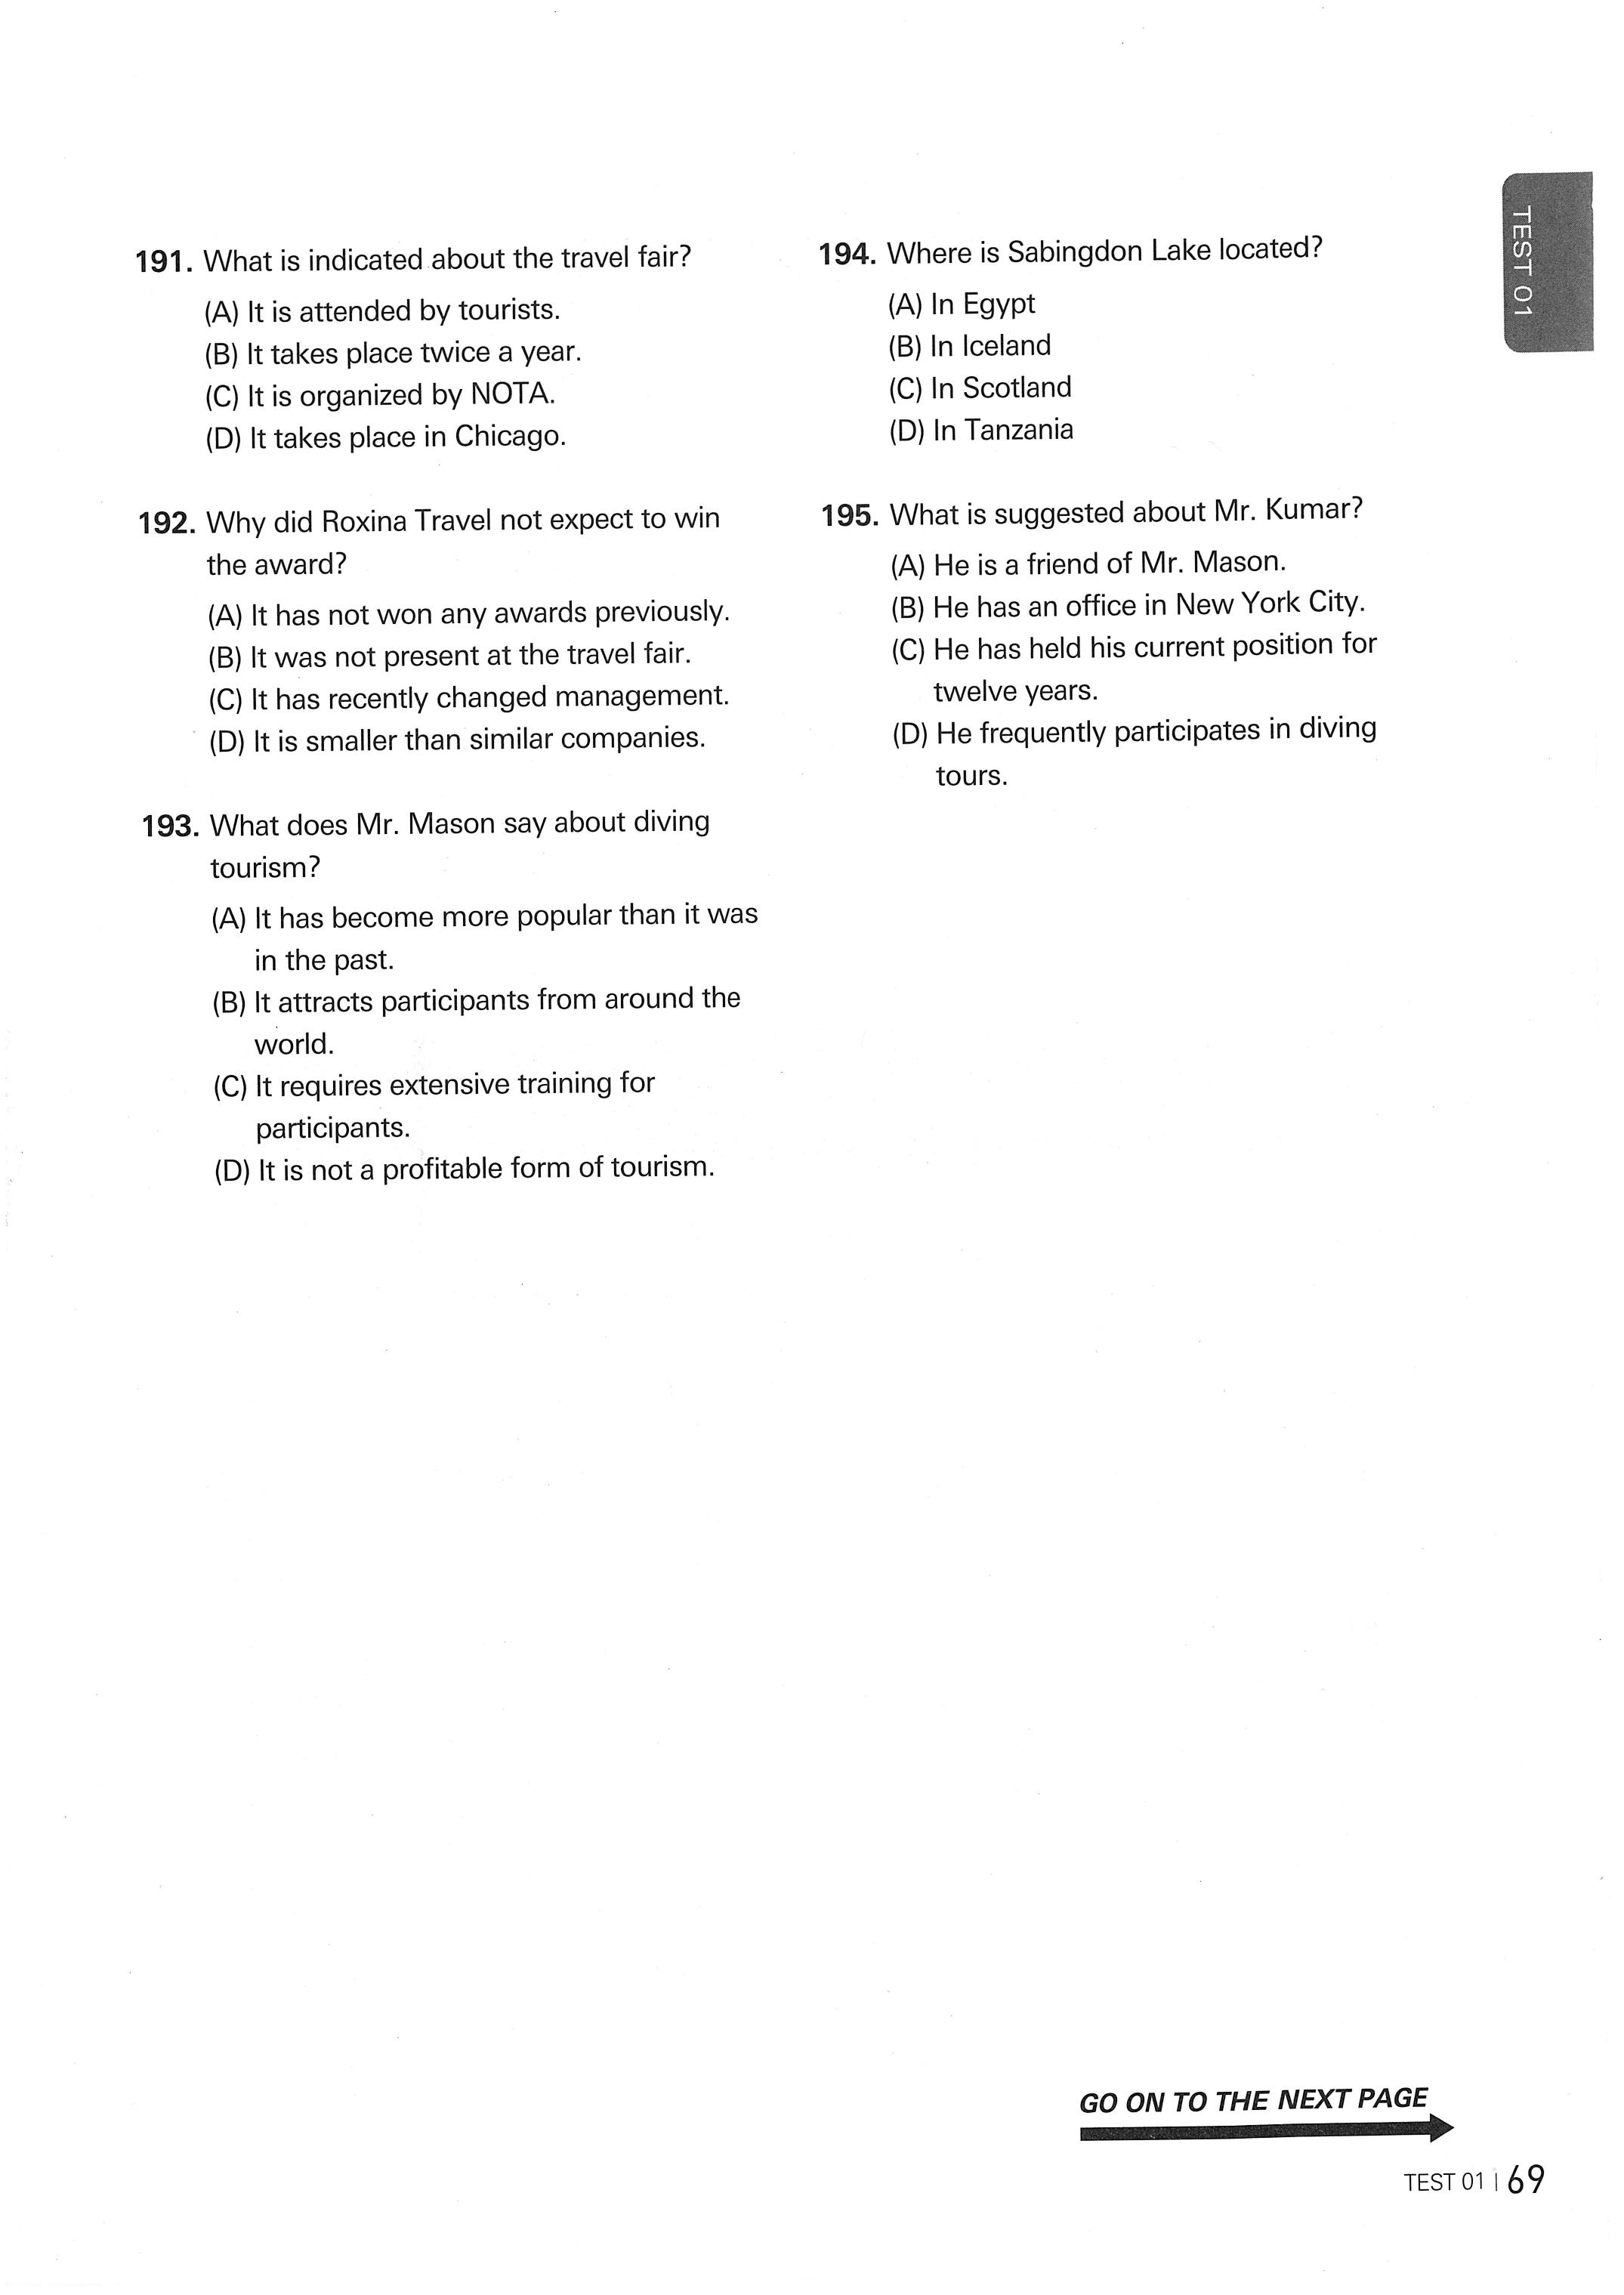 191. What is indicated about the travel fair?
(A) It is attended by tourists.
(B) It takes place twice a year.
(C) It is organized by NOTA.
(D) It takes place in Chicago.
192. Why did Roxina Travel not expect to win
the award?
(A) It has not won any awards previously.
(B) It was not present at the travel fair.
(C) It has recently changed management.
(D) It is smaller than similar companies.
193. What does Mr. Mason say about diving
tourism?
(A) It has become more popular than it was
in the past.
(B) It attracts participants from around the
world.
(C) It requires extensive training for
participants.
(D) It is not a profitable form of tourism.
194. Where is Sabingdon Lake located?
(A) In Egypt
(B) In Iceland
(C) In Scotland
(D) In Tanzania
195. What is suggested about Mr. Kumar?
(A) He is a friend of Mr. Mason.
(B) He has an office in New York City.
(C) He has held his current position for
twelve years.
(D) He frequently participates in diving
tours.
TEST 01
GO ON TO THE NEXT PAGE
TEST 01 | 69